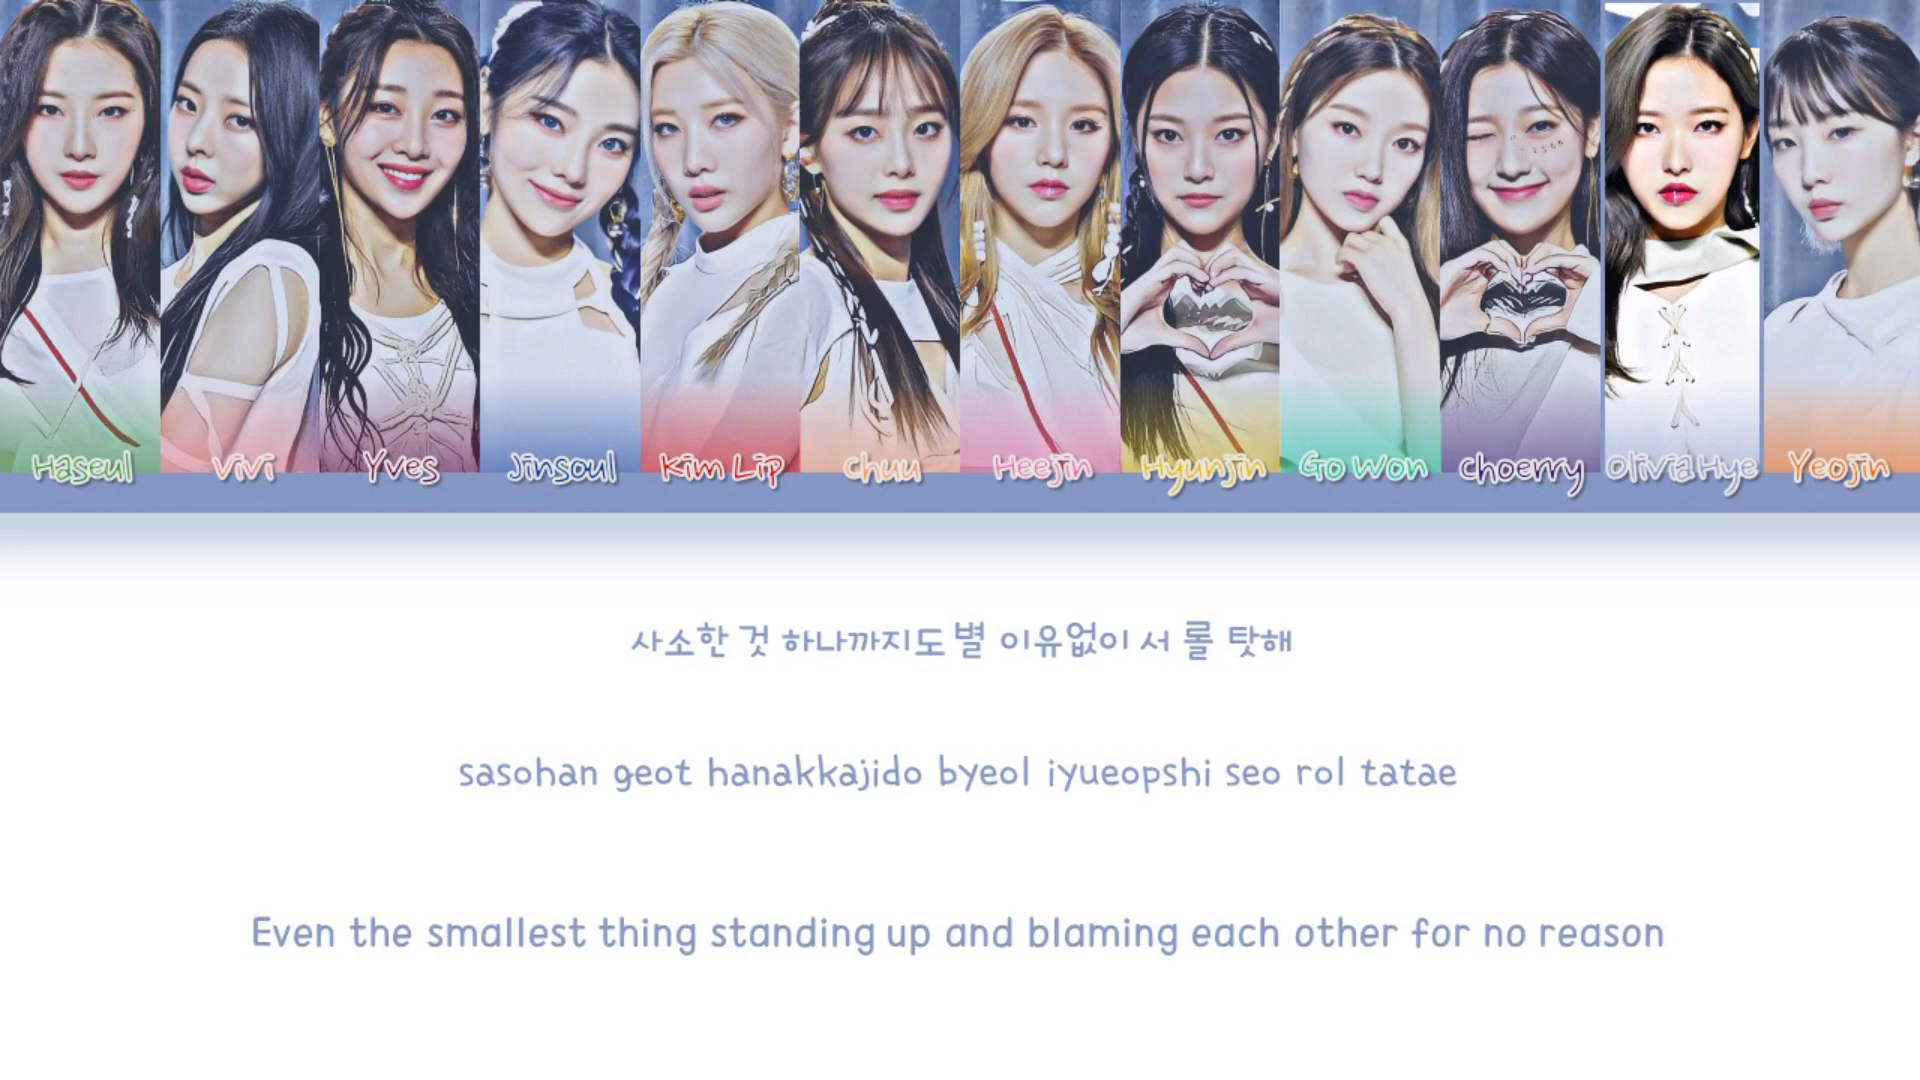 Haseul ViVi Yves Jinsoul Kim Lip Chuu Heejin Hyunjin Go Won Choerry Olivia Hye Yeojin
사소한 것 하나까지도 별 이유없이 서 롤 탓해
sasohan geot hanakkajido byeol iyueopshi seo rol tatae
Even the smallest thing standing up and blaming each other for no reason